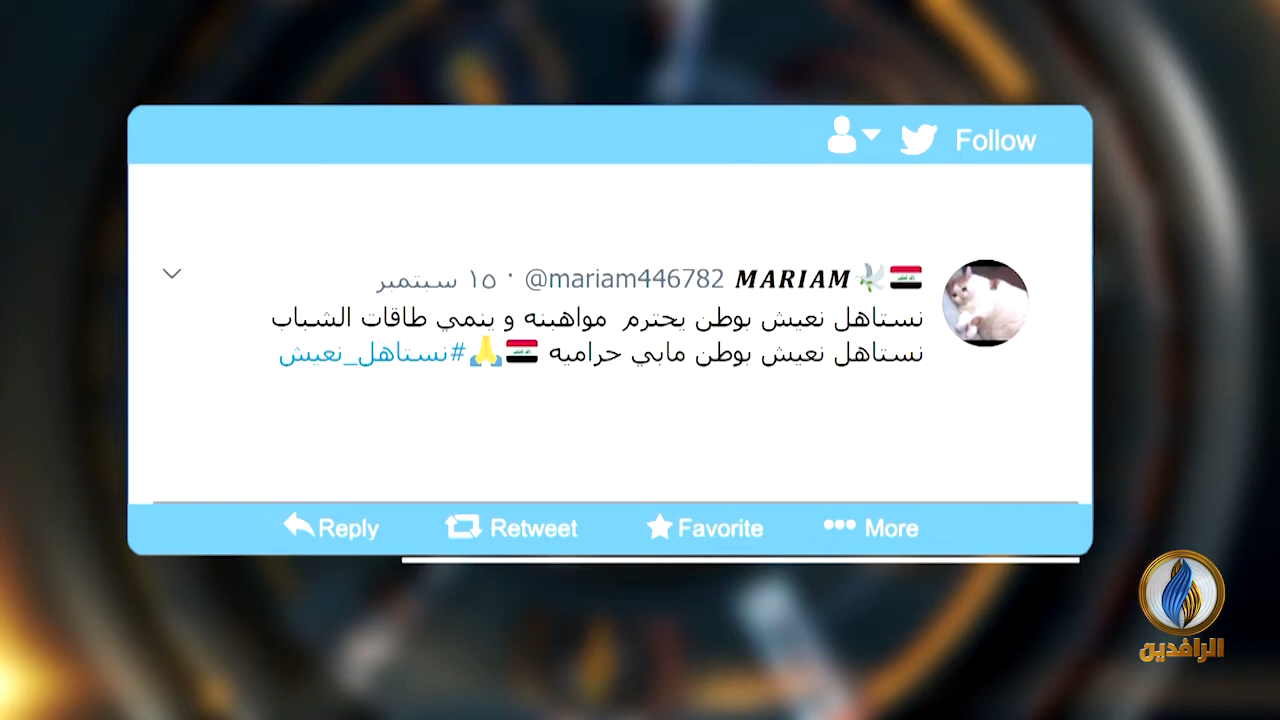 Follow
MARIAM @mariam446782 · ١٥ سبتمبر
نستاهل نعيش بوطن يحترم مواهبنه و ينمي طاقات الشباب
نستاهل نعيش بوطن مابي حراميه 🇮🇶🙏#نستاهل_نعيش
Reply Retweet Favorite More
الرافدين